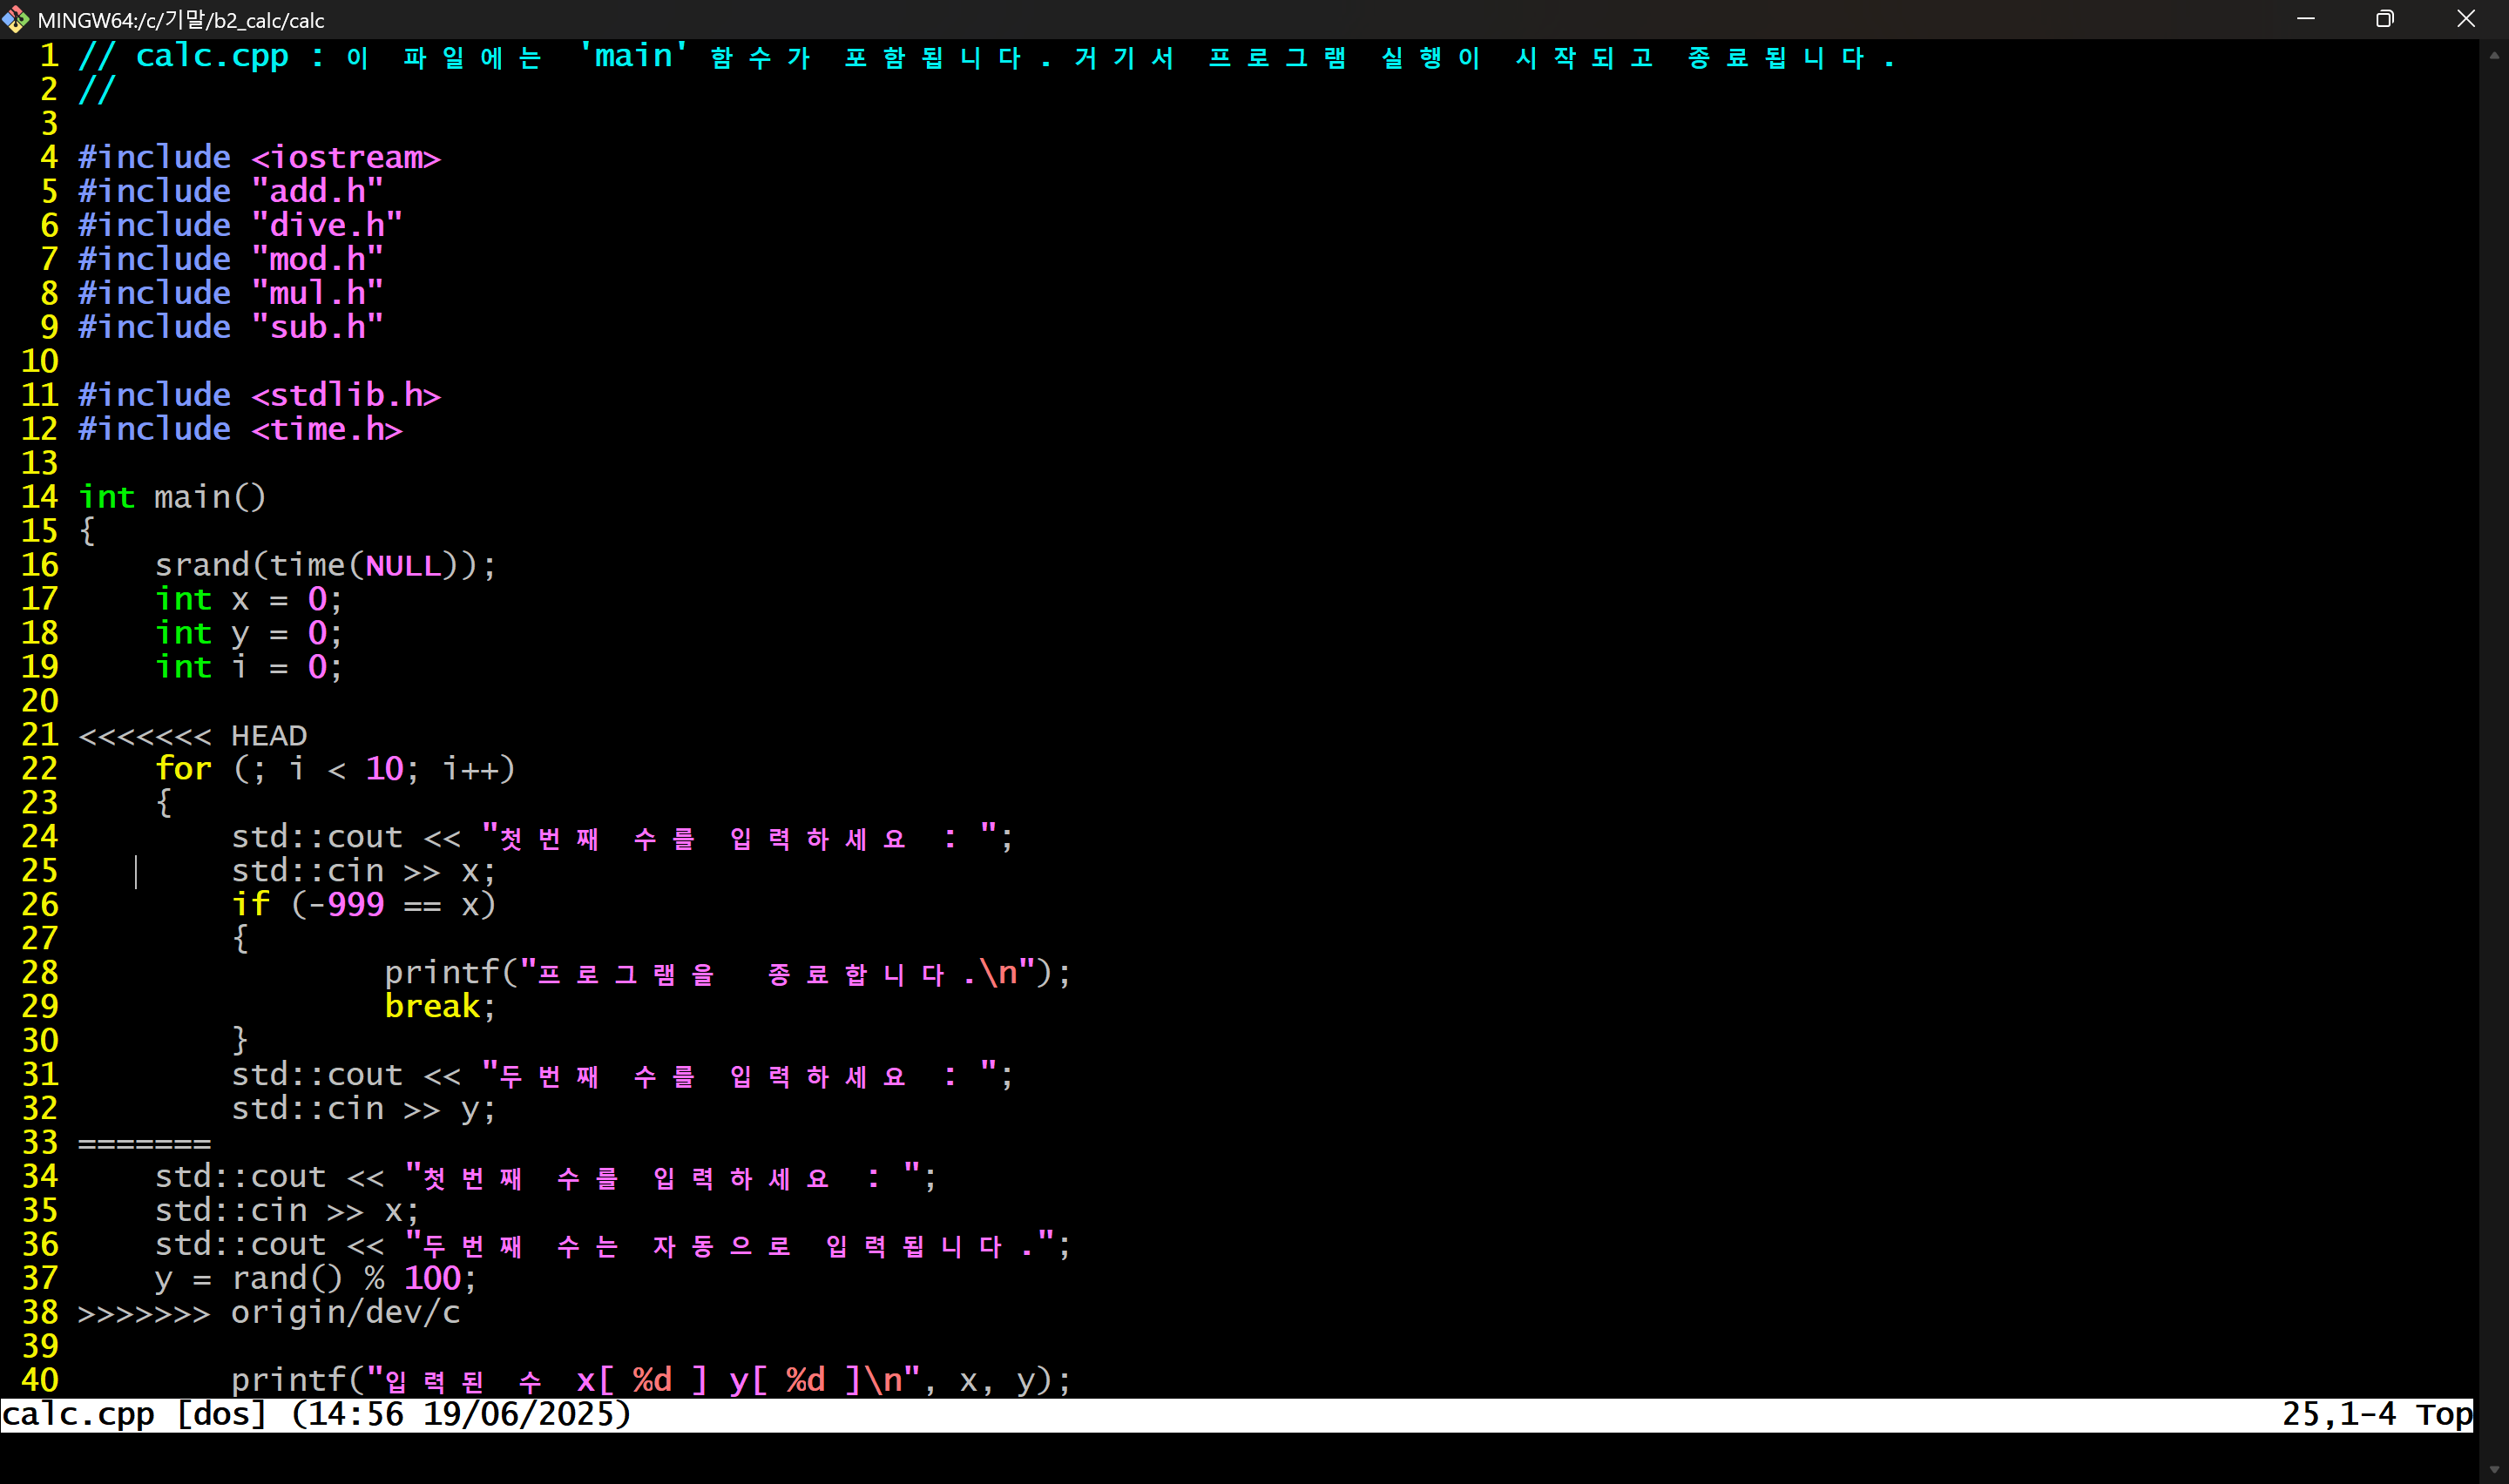 MINGW64:/c/기말/b2_calc/calc
1 // calc.cpp : 이 파일에는 'main' 함수가 포함됩니다. 거기서 프로그램 실행이 시작되고 종료됩니다.
2 //
3
4 #include <iostream>
5 #include "add.h"
6 #include "dive.h"
7 #include "mod.h"
8 #include "mul.h"
9 #include "sub.h"
10
11 #include <stdlib.h>
12 #include <time.h>
13
14 int main()
15 {
16     srand(time(NULL));
17     int x = 0;
18     int y = 0;
19     int i = 0;
20
21 <<<<<<< HEAD
22     for (; i < 10; i++)
23     {
24         std::cout << "첫번째 수를 입력하세요 : ";
25         std::cin >> x;
26         if (-999 == x)
27         {
28                 printf("프로그램을  종료합니다.\n");
29                 break;
30         }
31         std::cout << "두번째 수를 입력하세요 : ";
32         std::cin >> y;
33 =======
34     std::cout << "첫번째 수를 입력하세요 : ";
35     std::cin >> x;
36     std::cout << "두번째 수는 자동으로 입력됩니다.";
37     y = rand() % 100;
38 >>>>>>> origin/dev/c
39
40         printf("입력된 수 x[ %d ] y[ %d ]\n", x, y);
calc.cpp [dos] (14:56 19/06/2025) 25,1-4 Top